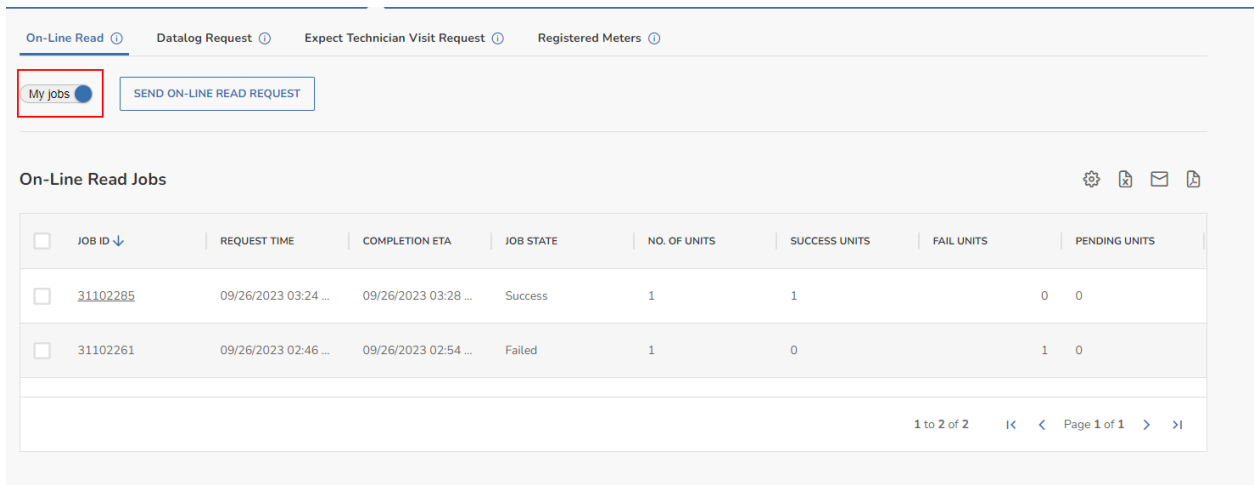 On-Line Read Datalog Request Expect Technician Visit Request Registered Meters
My jobs SEND ON-LINE READ REQUEST
On-Line Read Jobs
JOB ID REQUEST TIME COMPLETION ETA JOB STATE NO. OF UNITS SUCCESS UNITS FAIL UNITS PENDING UNITS
31102285 09/26/2023 03:24 ... 09/26/2023 03:28 ... Success 1 1 0 0
31102261 09/26/2023 02:46 ... 09/26/2023 02:54 ... Failed 1 0 1 0
1 to 2 of 2 Page 1 of 1